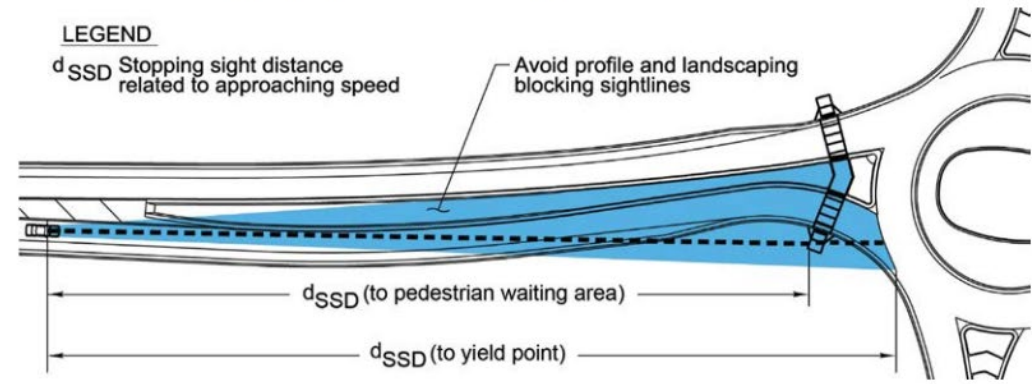 LEGEND
dSSD Stopping sight distance
related to approaching speed
Avoid profile and landscaping
blocking sightlines
dSSD (to pedestrian waiting area)
dSSD (to yield point)